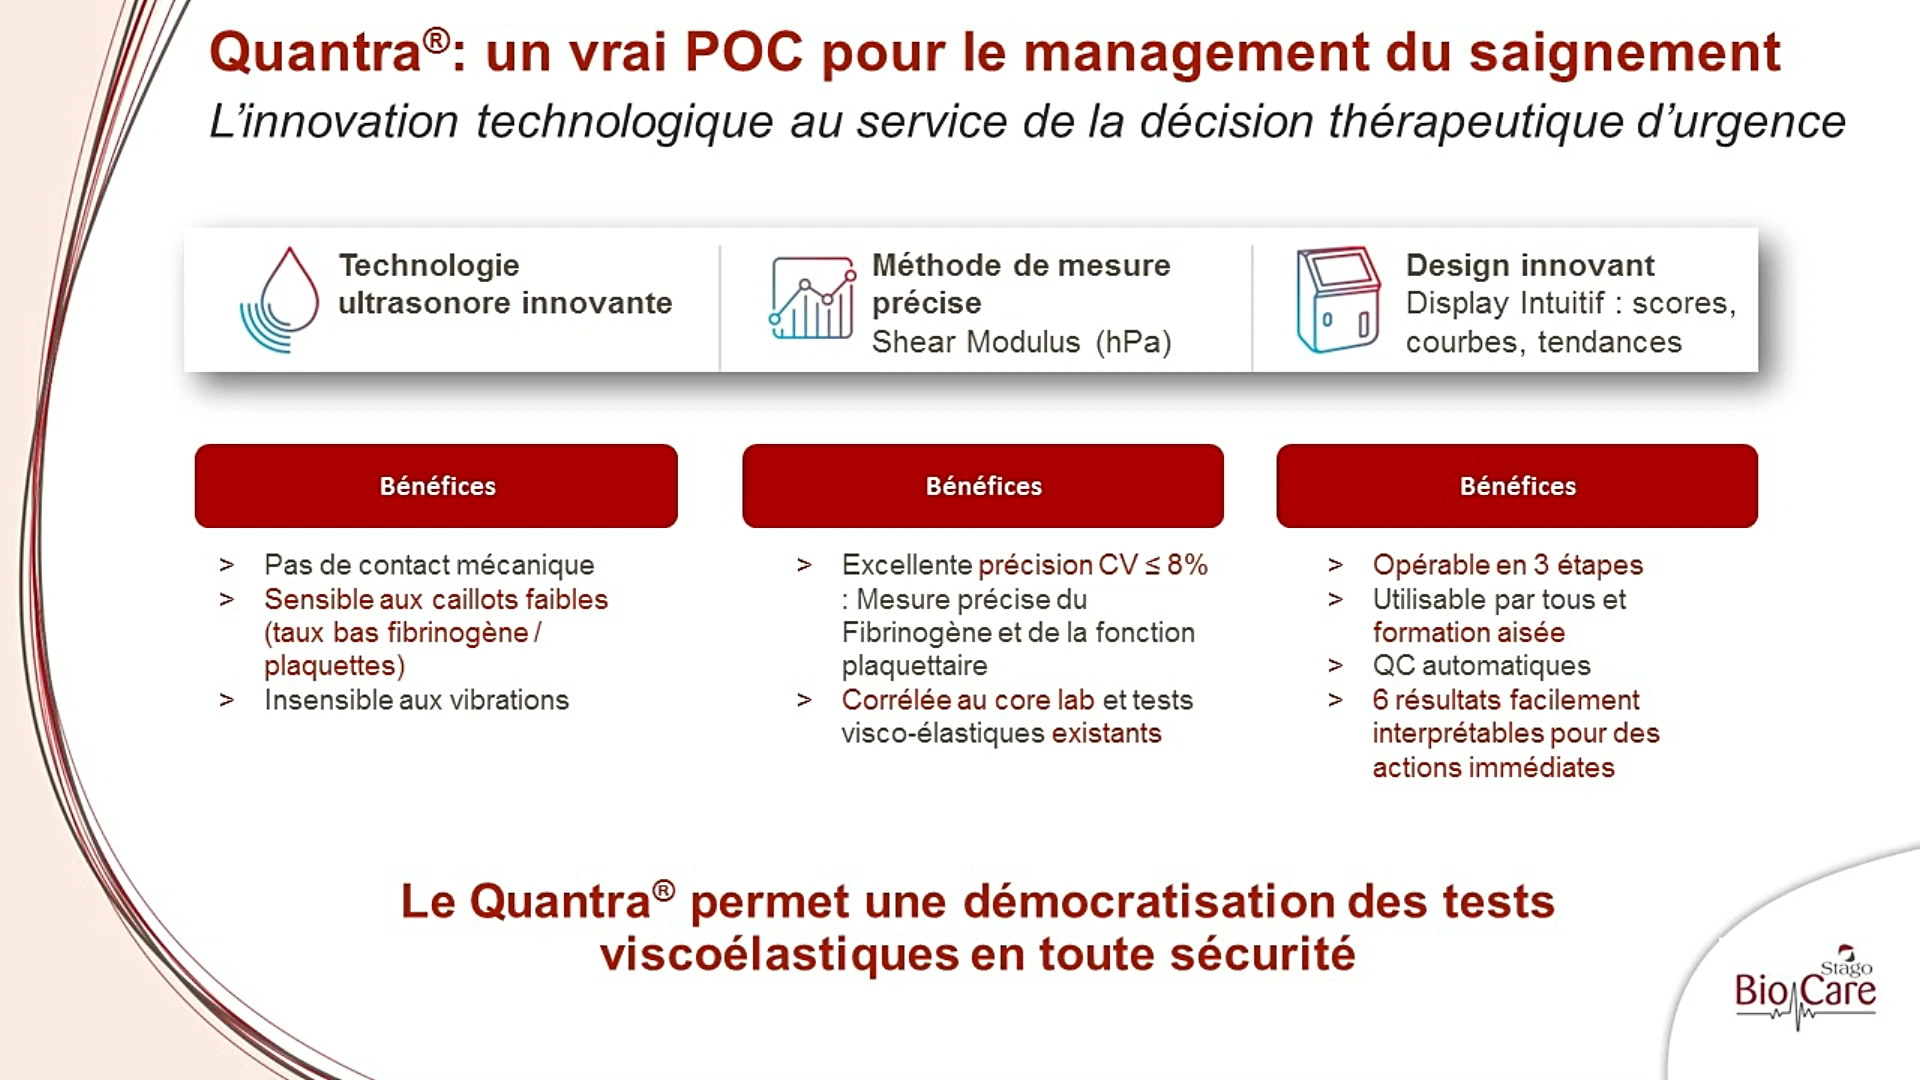 Quantra®: un vrai POC pour le management du saignement
L’innovation technologique au service de la décision thérapeutique d’urgence
Technologie
ultrasonore innovante
Méthode de mesure
précise
Shear Modulus (hPa)
Design innovant
Display Intuitif : scores,
courbes, tendances
Bénéfices
> Pas de contact mécanique
> Sensible aux caillots faibles
(taux bas fibrinogène /
plaquettes)
> Insensible aux vibrations
Bénéfices
> Excellente précision CV ≤ 8%
: Mesure précise du
Fibrinogène et de la fonction
plaquettaire
> Corrélée au core lab et tests
visco-élastiques existants
Bénéfices
> Opérable en 3 étapes
> Utilisable par tous et
formation aisée
> QC automatiques
> 6 résultats facilement
interprétables pour des
actions immédiates
Le Quantra® permet une démocratisation des tests
viscoélastiques en toute sécurité
Stago
BioCare